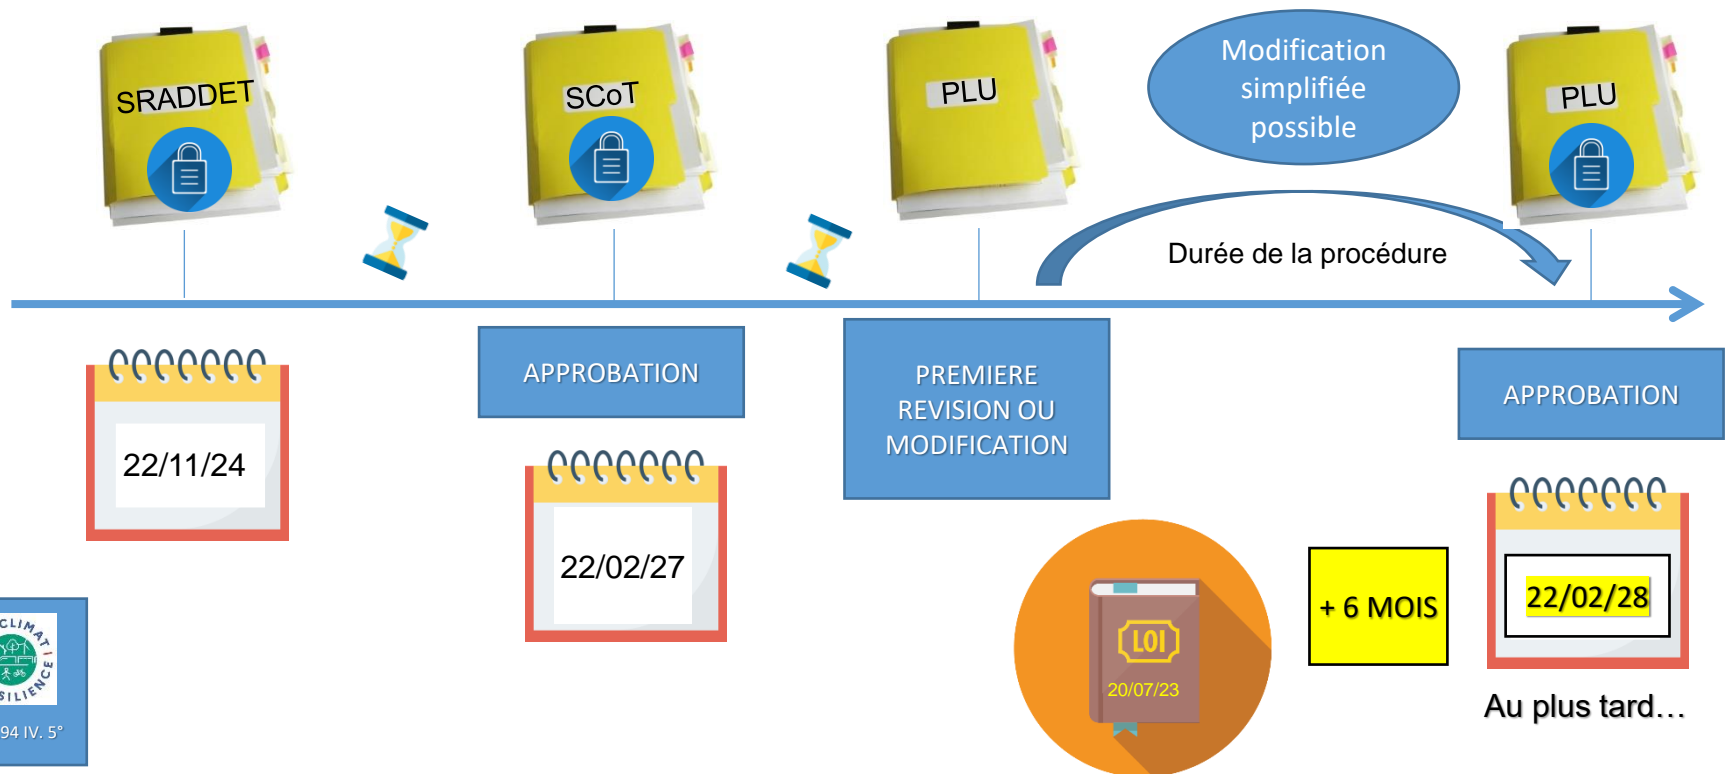 SRADDET
SCoT
PLU
Modification
simplifiée
possible
PLU
Durée de la procédure
22/11/24
APPROBATION
22/02/27
PREMIERE
REVISION OU
MODIFICATION
APPROBATION
LOI
20/07/23
+ 6 MOIS
22/02/28
Au plus tard…
94 IV. 5°